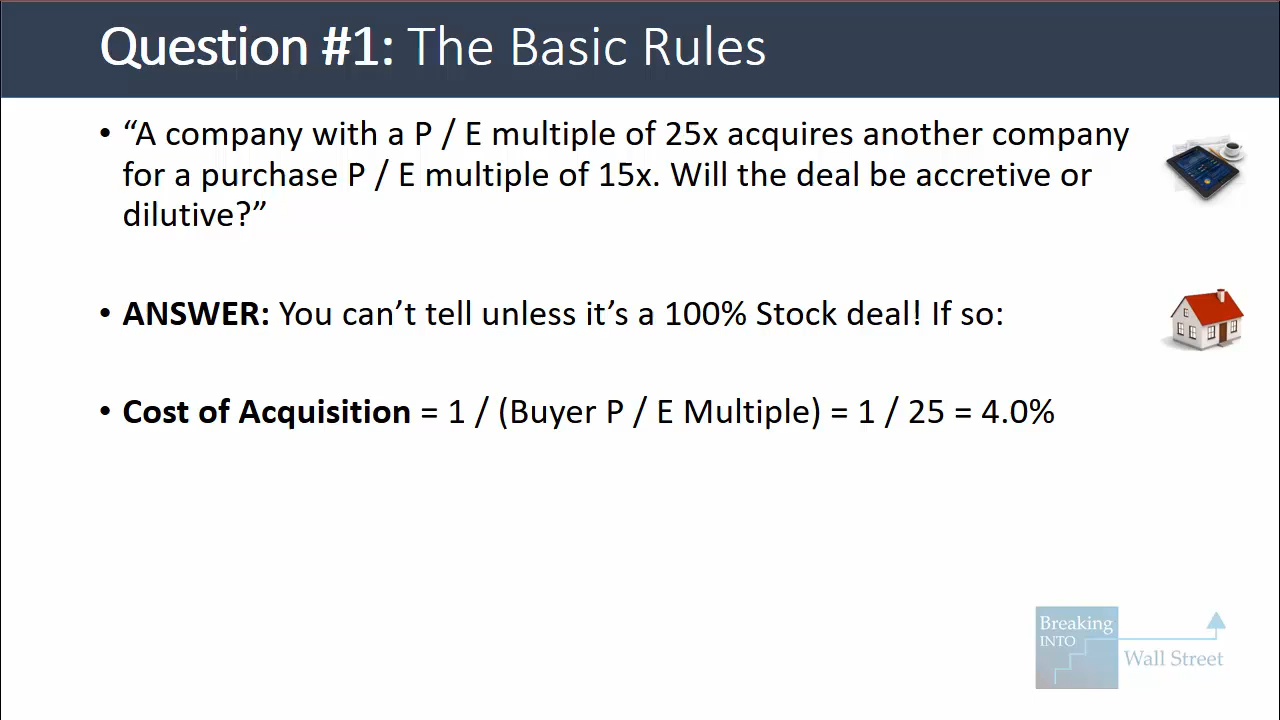 Question #1: The Basic Rules
• “A company with a P / E multiple of 25x acquires another company
for a purchase P / E multiple of 15x. Will the deal be accretive or
dilutive?”
• ANSWER: You can’t tell unless it’s a 100% Stock deal! If so:
• Cost of Acquisition = 1 / (Buyer P / E Multiple) = 1 / 25 = 4.0%
Breaking
INTO
Wall Street